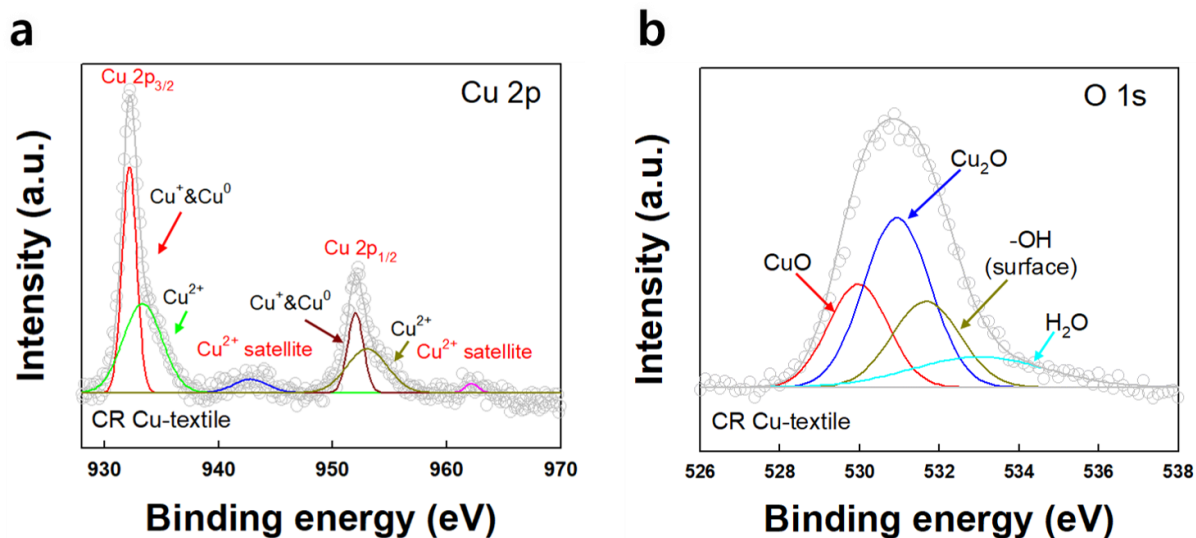 a
Intensity (a.u.)
Cu 2p₃/₂
Cu 2p
Cu⁺&Cu⁰
Cu²⁺
Cu 2p₁/₂
Cu⁺&Cu⁰
Cu²⁺
Cu²⁺ satellite
Cu²⁺ satellite
CR Cu-textile
930 940 950 960 970
Binding energy (eV)
b
Intensity (a.u.)
O 1s
Cu₂O
CuO
-OH
(surface)
H₂O
CR Cu-textile
526 528 530 532 534 536 538
Binding energy (eV)